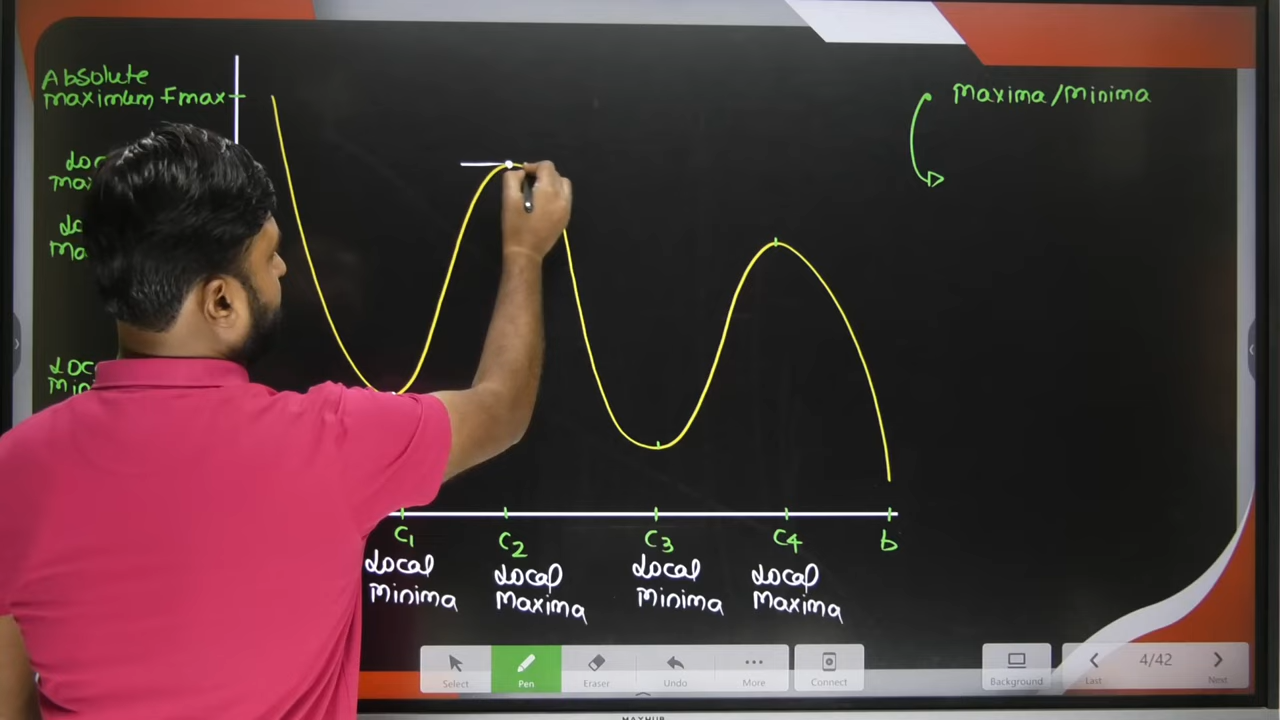 Absolute
maximum fmax
Maxima/Minima
C1
C2
C3
C4
b
Local
Minima
Local
Maxima
Local
Minima
Local
Maxima
Select
Pen
Eraser
Undo
More
Connect
Background
Last
4/42
Next
MAXHUB